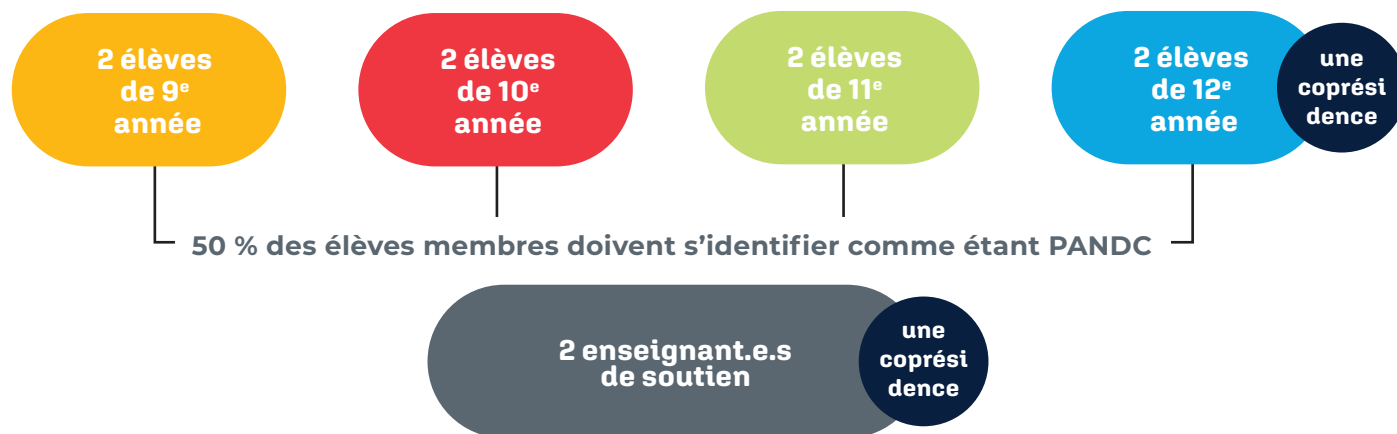 2 élèves
de 9e
année
2 élèves
de 10e
année
2 élèves
de 11e
année
2 élèves
de 12e
année
une
coprési
dence
50 % des élèves membres doivent s’identifier comme étant PANDC
2 enseignant.e.s
de soutien
une
coprési
dence